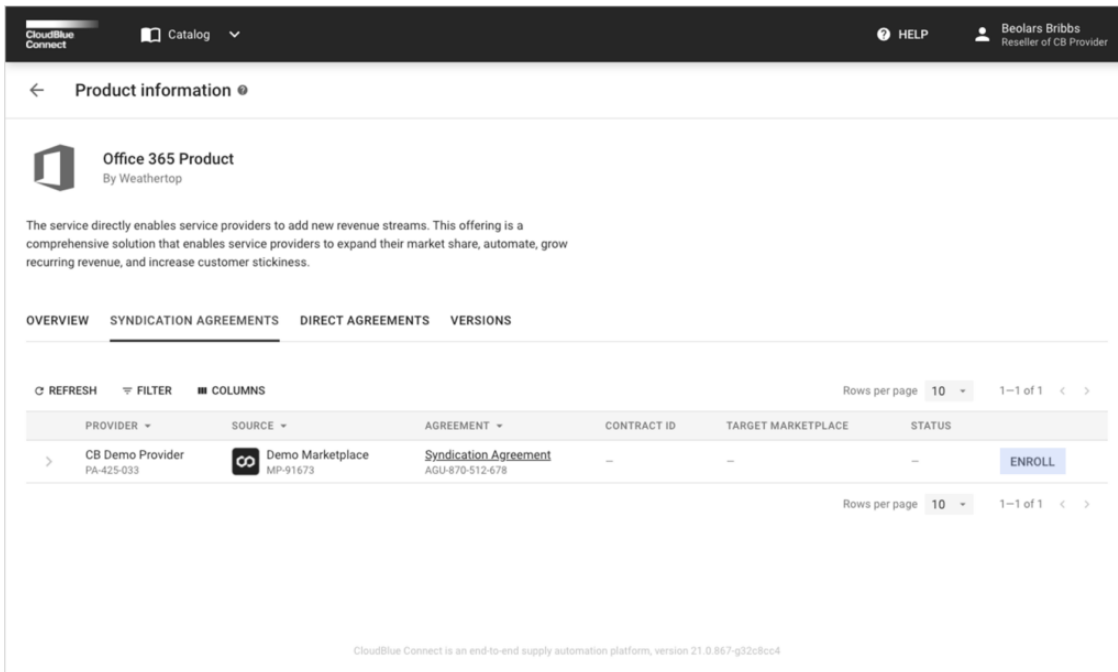 CloudBlue
Connect
Catalog
HELP
Beolars Bribbs
Reseller of CB Provider
Product information
Office 365 Product
By Weathertop
The service directly enables service providers to add new revenue streams. This offering is a
comprehensive solution that enables service providers to expand their market share, automate, grow
recurring revenue, and increase customer stickiness.
OVERVIEW SYNDICATION AGREEMENTS DIRECT AGREEMENTS VERSIONS
REFRESH FILTER COLUMNS Rows per page 10 1–1 of 1
PROVIDER SOURCE AGREEMENT CONTRACT ID TARGET MARKETPLACE STATUS
CB Demo Provider Demo Marketplace Syndication Agreement – – – ENROLL
PA-425-033 MP-91673 AGU-870-512-678
Rows per page 10 1–1 of 1
CloudBlue Connect is an end-to-end supply automation platform, version 21.0.867-g32c8cc4